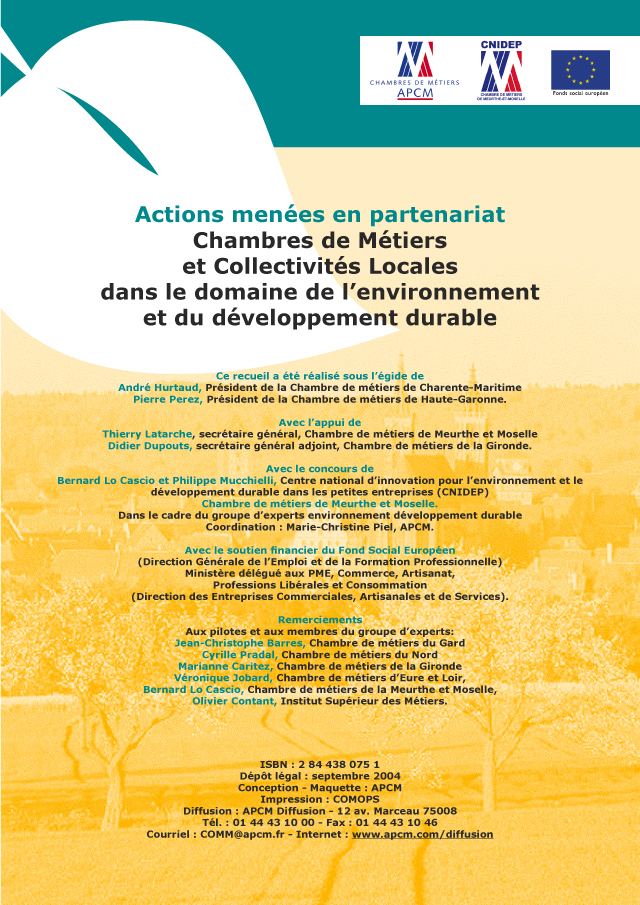 CHAMBRES DE MÉTIERS
APCM
CNIDEP
CHAMBRE DE METIERS
DE MEURTHE-ET-MOSELLE
Fonds social européen
Actions menées en partenariat
Chambres de Métiers
et Collectivités Locales
dans le domaine de l’environnement
et du développement durable
Ce recueil a été réalisé sous l’égide de
André Hurtaud, Président de la Chambre de métiers de Charente-Maritime
Pierre Perez, Président de la Chambre de métiers de Haute-Garonne.
Avec l’appui de
Thierry Latarche, secrétaire général, Chambre de métiers de Meurthe et Moselle
Didier Dupouts, secrétaire général adjoint, Chambre de métiers de la Gironde.
Avec le concours de
Bernard Lo Cascio et Philippe Mucchielli, Centre national d’innovation pour l’environnement et le
développement durable dans les petites entreprises (CNIDEP)
Chambre de métiers de Meurthe et Moselle.
Dans le cadre du groupe d’experts environnement développement durable
Coordination : Marie-Christine Piel, APCM.
Avec le soutien financier du Fond Social Européen
(Direction Générale de l’Emploi et de la Formation Professionnelle)
Ministère délégué aux PME, Commerce, Artisanat,
Professions Libérales et Consommation
(Direction des Entreprises Commerciales, Artisanales et de Services).
Remerciements
Aux pilotes et aux membres du groupe d’experts:
Jean-Christophe Barres, Chambre de métiers du Gard
Cyrille Pradal, Chambre de métiers du Nord
Marianne Caritez, Chambre de métiers de la Gironde
Véronique Jobard, Chambre de métiers d’Eure et Loir,
Bernard Lo Cascio, Chambre de métiers de la Meurthe et Moselle,
Olivier Contant, Institut Supérieur des Métiers.
ISBN : 2 84 438 075 1
Dépôt légal : septembre 2004
Conception - Maquette : APCM
Impression : COMOPS
Diffusion : APCM Diffusion - 12 av. Marceau 75008
Tél. : 01 44 43 10 00 - Fax : 01 44 43 10 46
Courriel : COMM@apcm.fr - Internet : www.apcm.com/diffusion